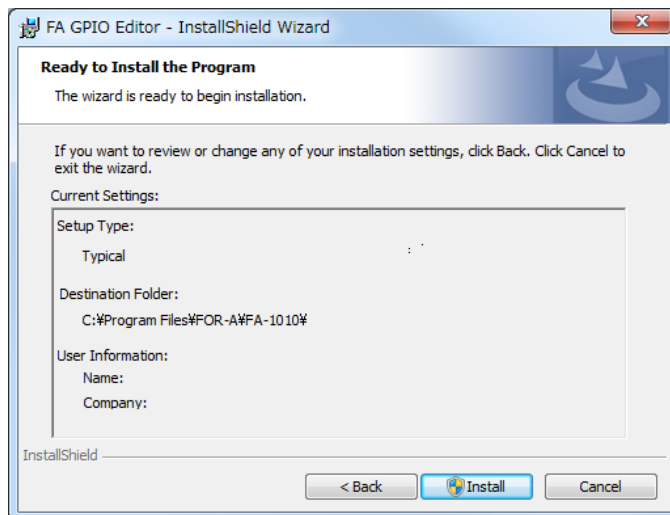 FA GPIO Editor - InstallShield Wizard
Ready to Install the Program
The wizard is ready to begin installation.
If you want to review or change any of your installation settings, click Back. Click Cancel to
exit the wizard.
Current Settings:
Setup Type:
Typical
Destination Folder:
C:¥Program Files¥FOR-A¥FA-1010¥
User Information:
Name:
Company:
InstallShield
< Back
Install
Cancel